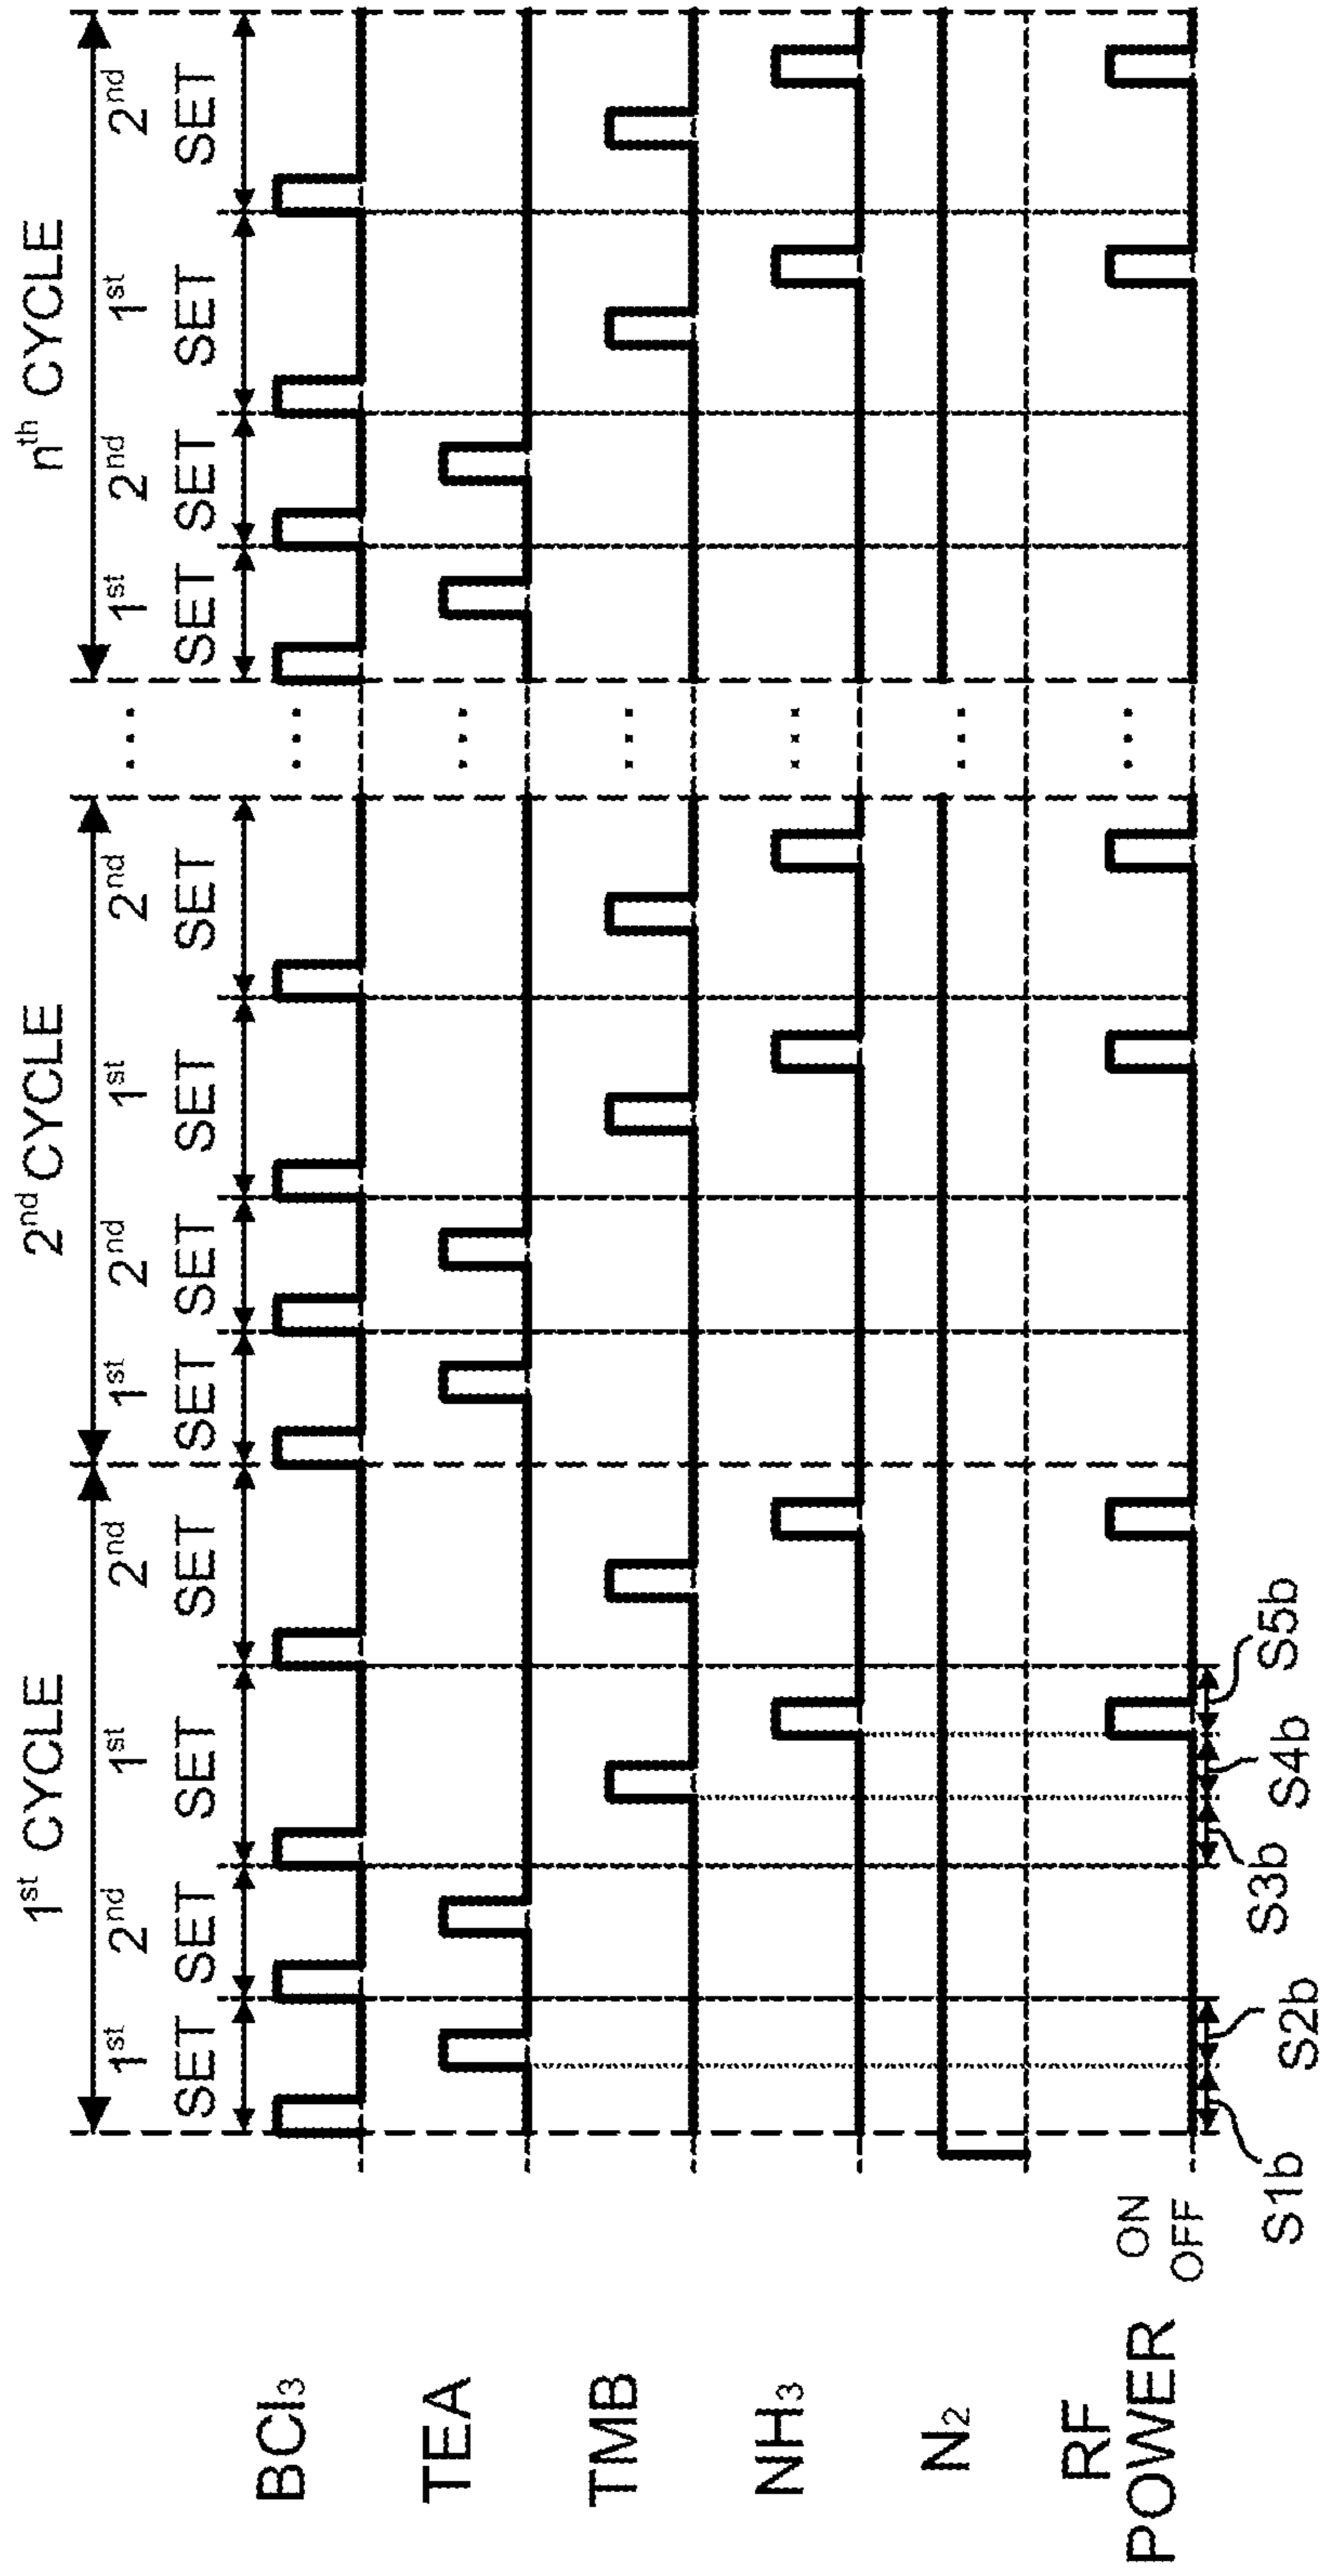 1st CYCLE 2nd CYCLE ... nth CYCLE
1st 2nd 1st 2nd 1st 2nd 1st 2nd ... 1st 2nd 1st 2nd
SET SET SET SET SET SET SET SET SET SET SET SET
BCl₃ ...
TEA ...
TMB ...
NH₃ ...
N₂ ...
RF POWER ON OFF ...
S1b S2b S3b S4b S5b